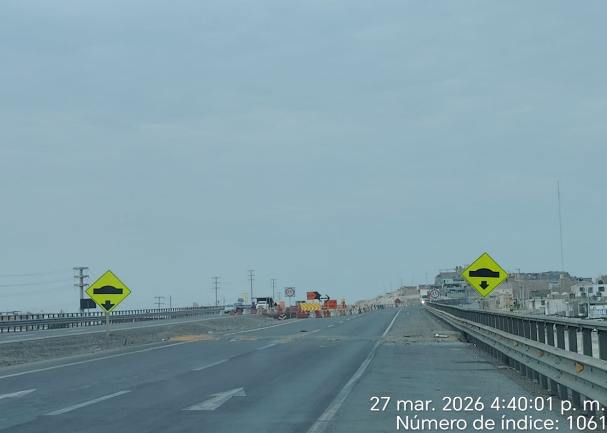 27 mar. 2026 4:40:01 p. m.
Número de índice: 1061